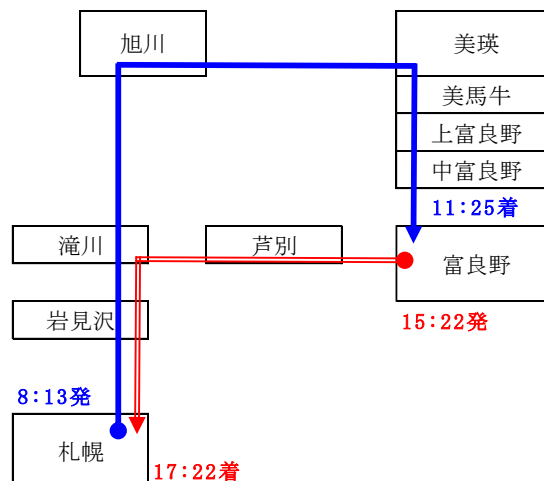 旭川
美瑛
美馬牛
上富良野
中富良野
11:25着
滝川
芦別
富良野
岩見沢
15:22発
8:13発
札幌
17:22着